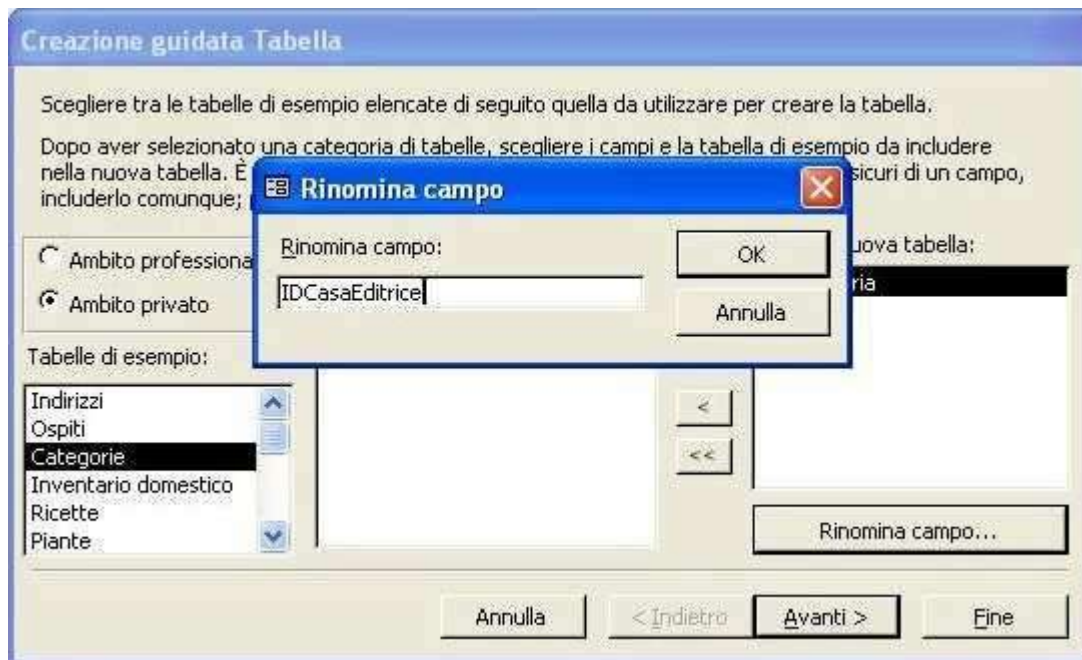 Creazione guidata Tabella
Scegliere tra le tabelle di esempio elencate di seguito quella da utilizzare per creare la tabella.
Dopo aver selezionato una categoria di tabelle, scegliere i campi e la tabella di esempio da includere
nella nuova tabella. È
sicuri di un campo,
includerlo comunque;
Rinomina campo
Rinomina campo:
IDCasaEditrice
OK
Annulla
Ambito professiona
Ambito privato
uova tabella:
ria
Tabelle di esempio:
Indirizzi
Ospiti
Categorie
Inventario domestico
Ricette
Piante
<
<<
Rinomina campo...
Annulla
< Indietro
Avanti >
Fine